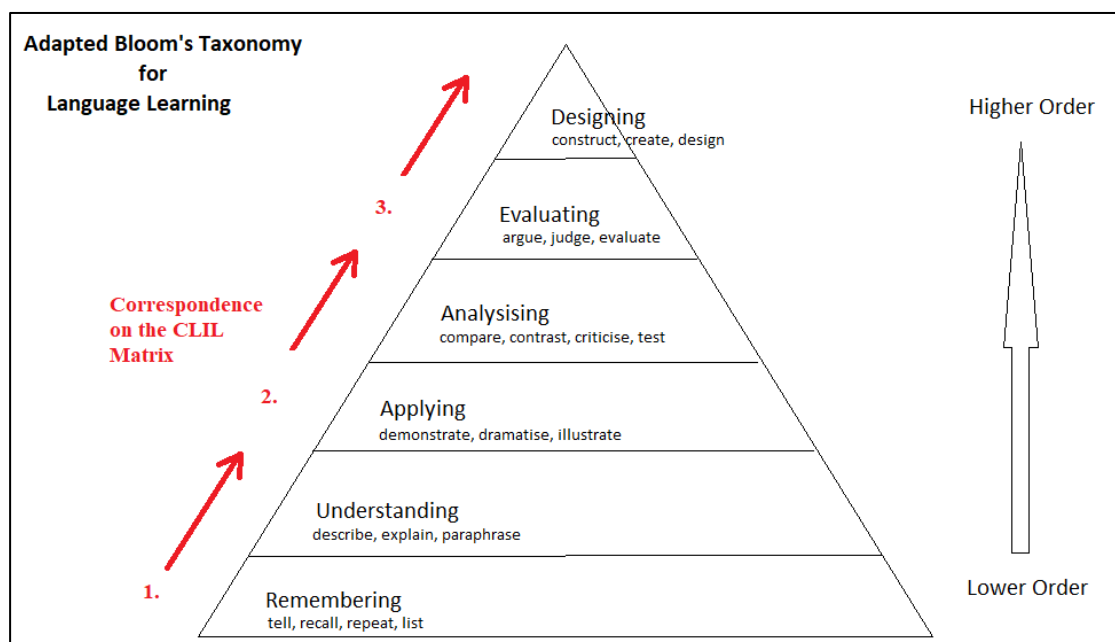 Adapted Bloom's Taxonomy
for
Language Learning
Higher Order
Designing
construct, create, design
3.
Evaluating
argue, judge, evaluate
Correspondence
on the CLIL
Matrix
Analysising
compare, contrast, criticise, test
2.
Applying
demonstrate, dramatise, illustrate
Understanding
describe, explain, paraphrase
1.
Lower Order
Remembering
tell, recall, repeat, list